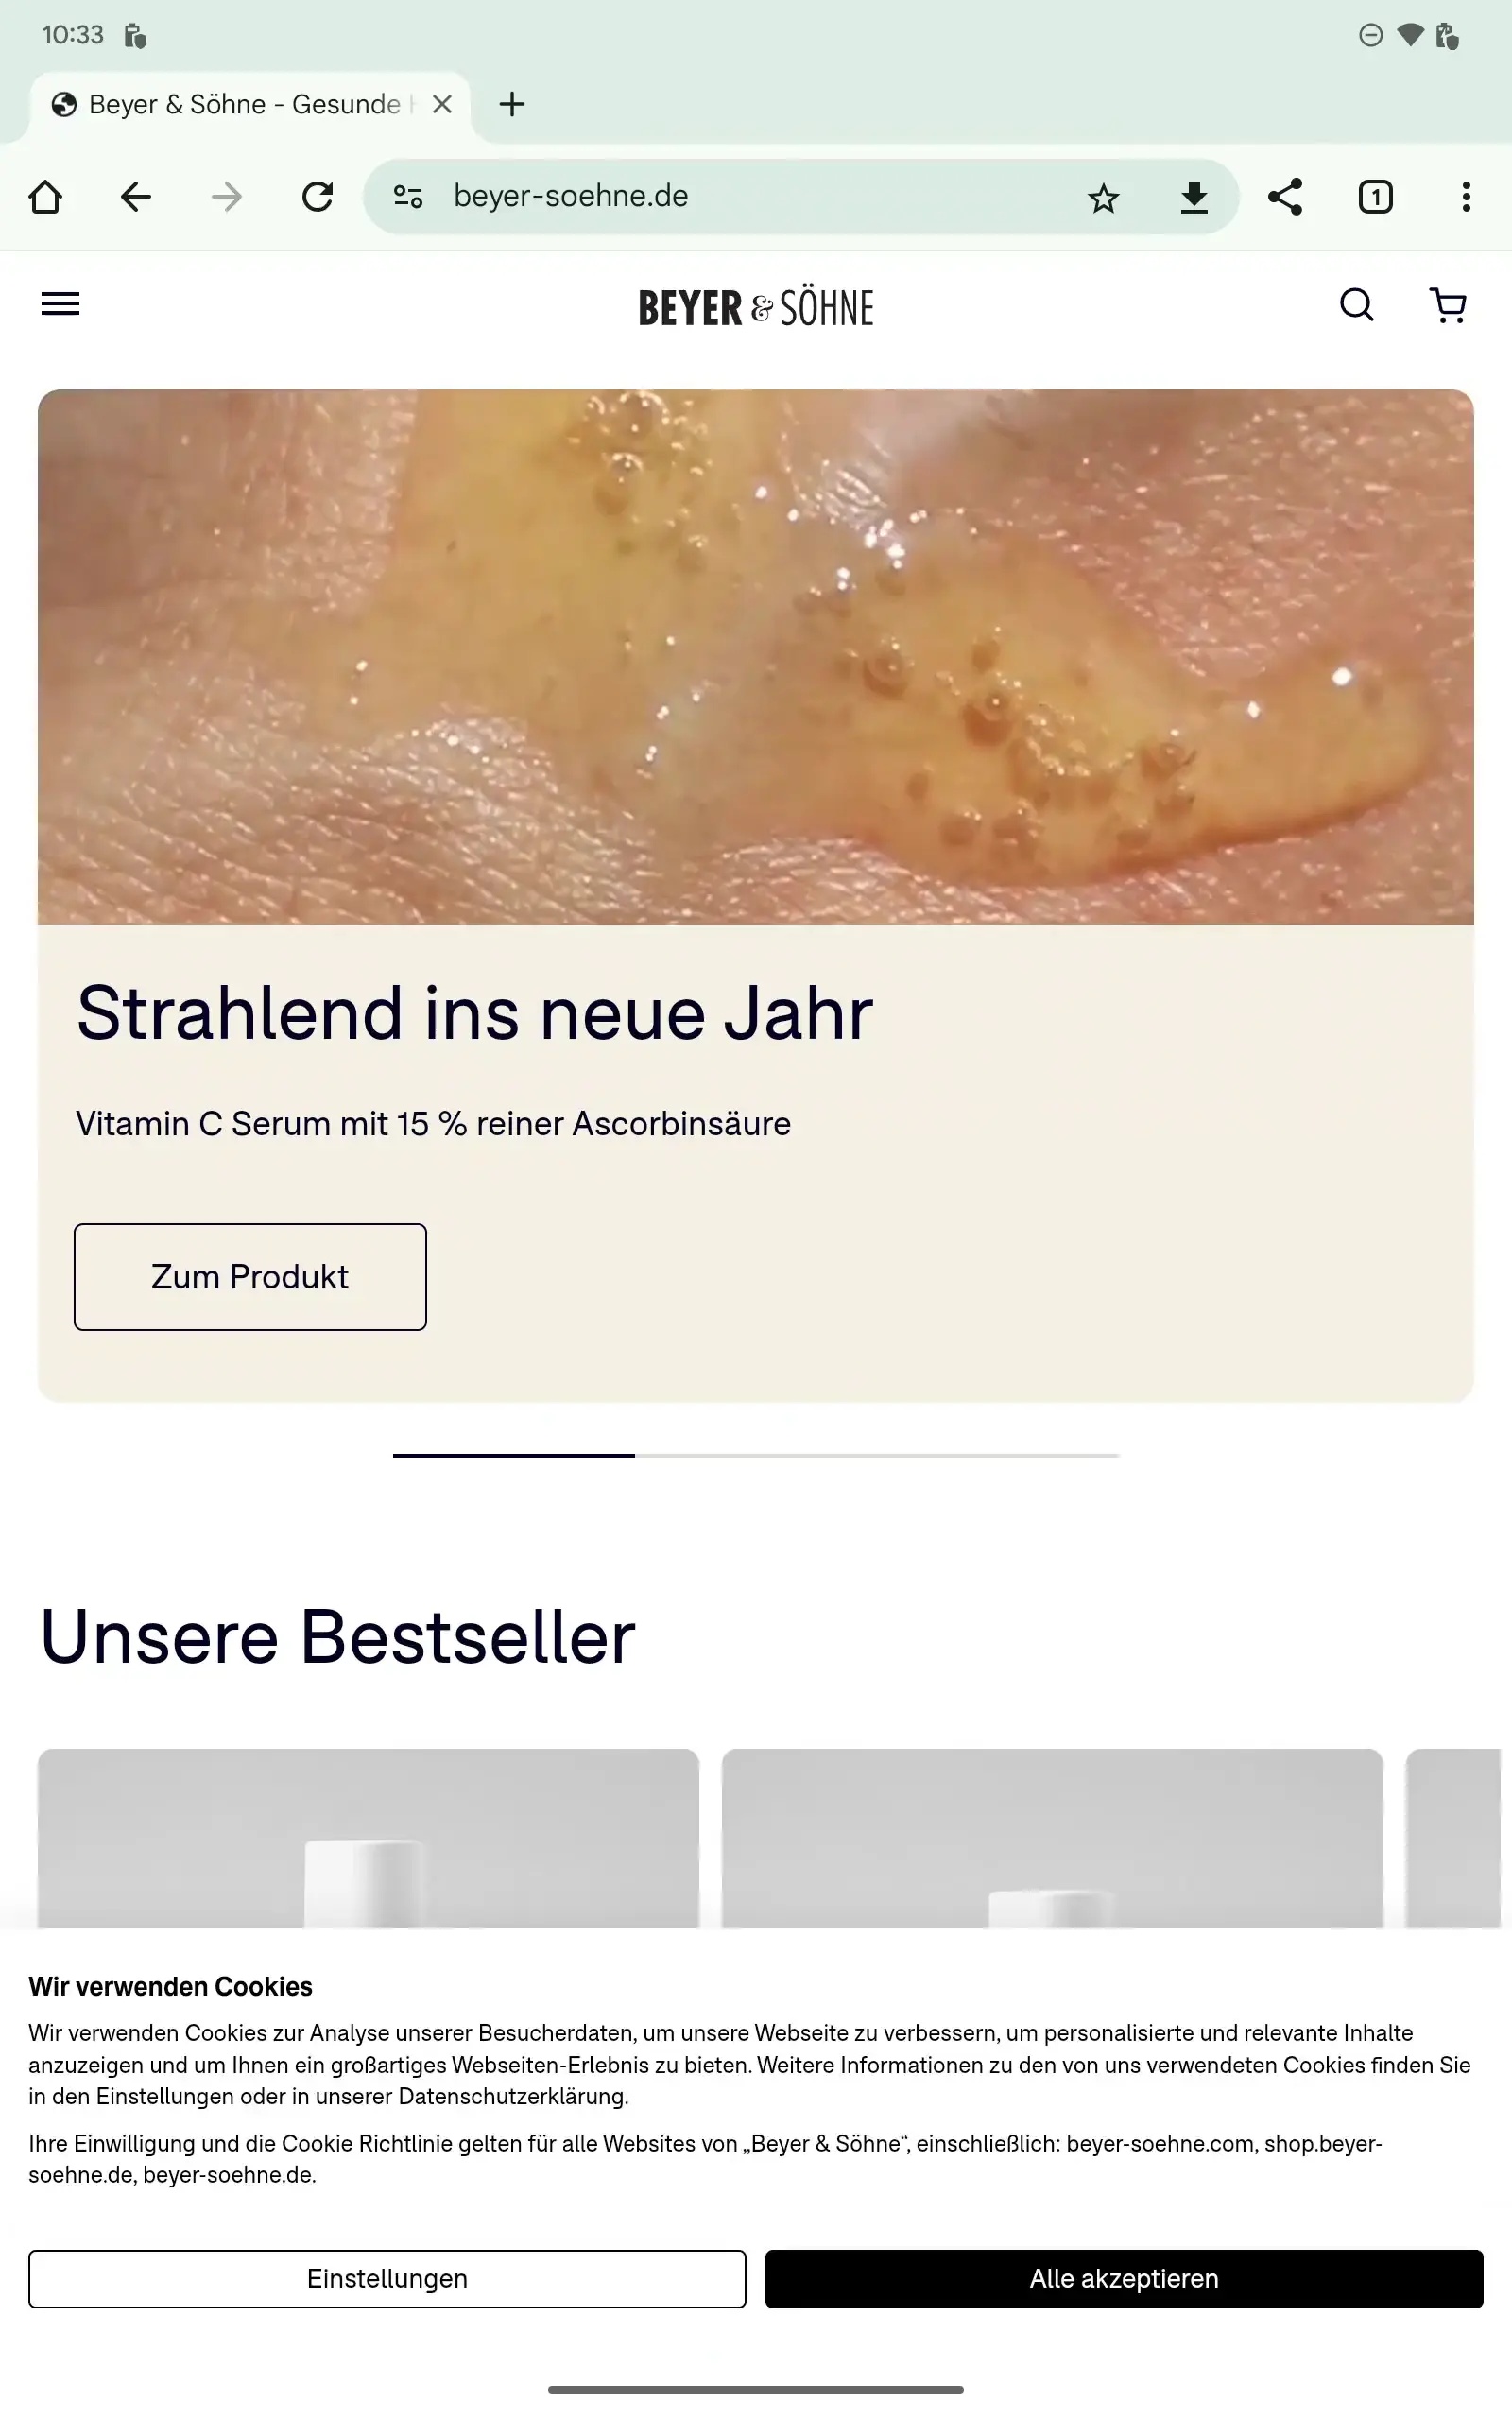 10:33
Beyer & Söhne - Gesunde
beyer-soehne.de
1
BEYER & SÖHNE
Strahlend ins neue Jahr
Vitamin C Serum mit 15 % reiner Ascorbinsäure
Zum Produkt
Unsere Bestseller
Wir verwenden Cookies
Wir verwenden Cookies zur Analyse unserer Besucherdaten, um unsere Webseite zu verbessern, um personalisierte und relevante Inhalte
anzuzeigen und um Ihnen ein großartiges Webseiten-Erlebnis zu bieten. Weitere Informationen zu den von uns verwendeten Cookies finden Sie
in den Einstellungen oder in unserer Datenschutzerklärung.
Ihre Einwilligung und die Cookie Richtlinie gelten für alle Websites von „Beyer & Söhne“, einschließlich: beyer-soehne.com, shop.beyer-
soehne.de, beyer-soehne.de.
Einstellungen
Alle akzeptieren